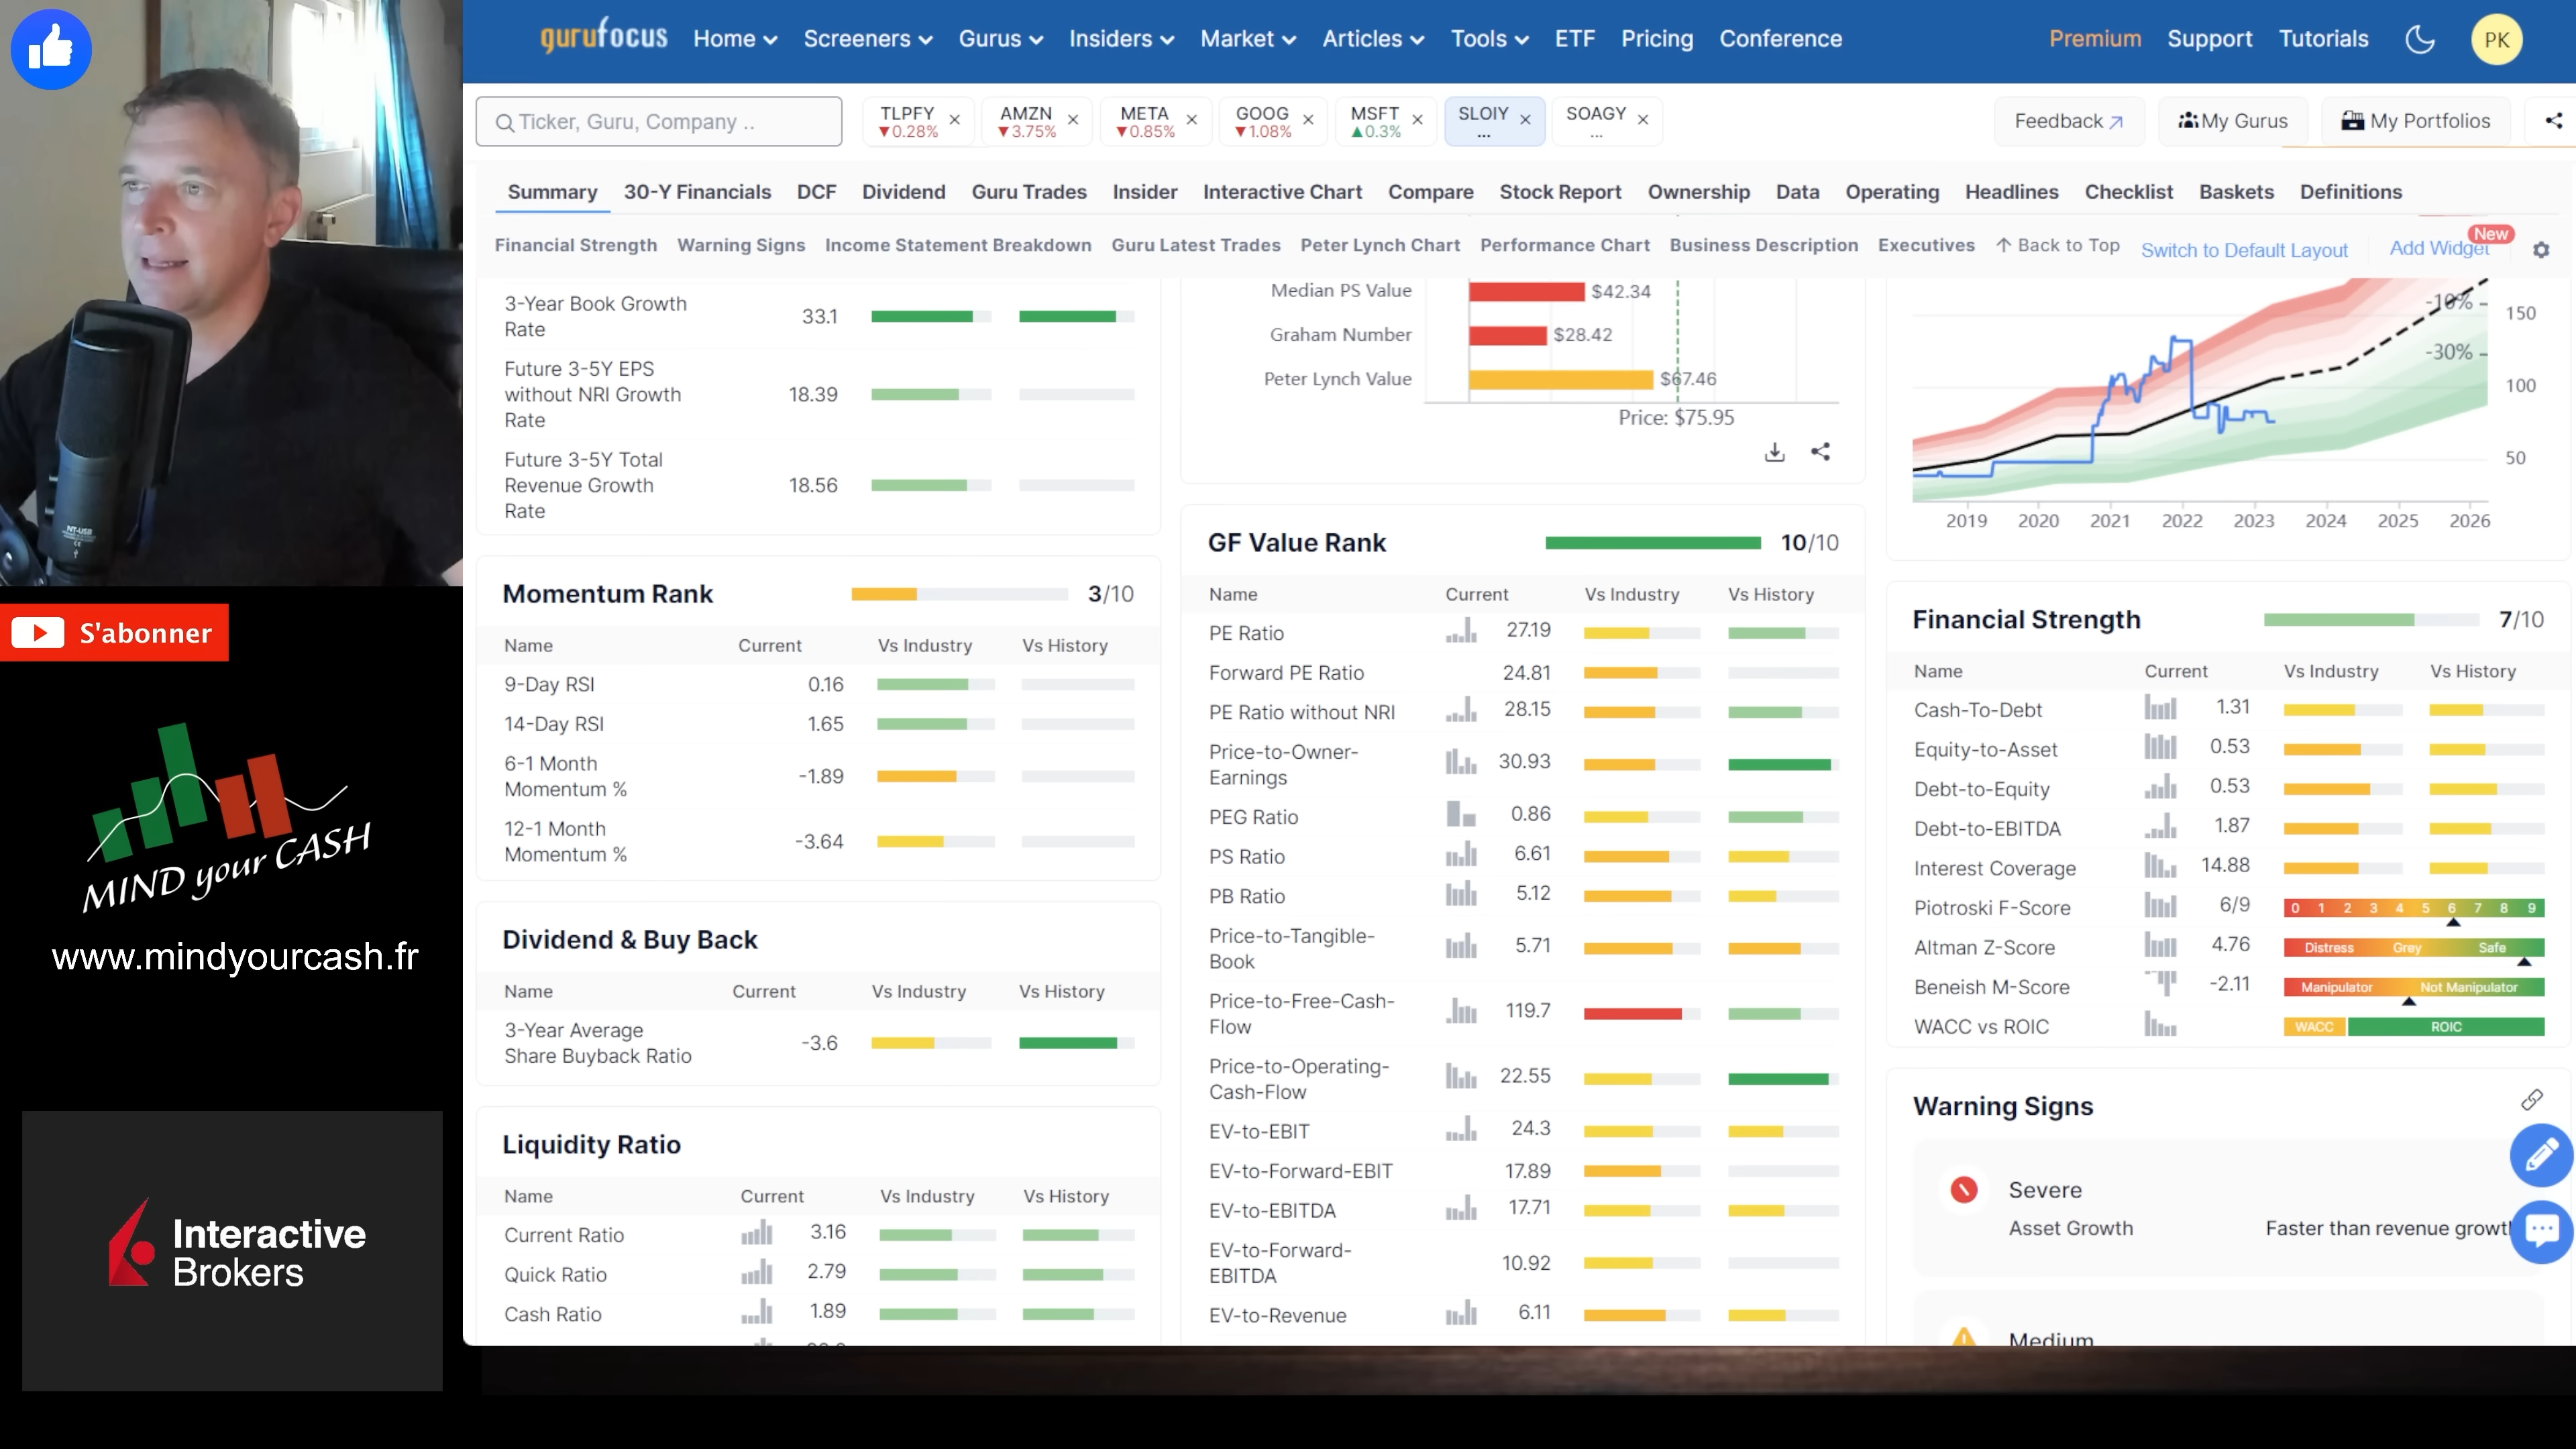 gurufocus Home Screeners Gurus Insiders Market Articles Tools ETF Pricing Conference Premium Support Tutorials PK
Ticker, Guru, Company ..
TLPFY × AMZN × META × GOOG × MSFT × SLOIY × SOAGY ×
▼0.28% ▼3.75% ▼0.85% ▼1.08% ▲0.3% ... ...
Feedback My Gurus My Portfolios
Summary 30-Y Financials DCF Dividend Guru Trades Insider Interactive Chart Compare Stock Report Ownership Data Operating Headlines Checklist Baskets Definitions
Financial Strength Warning Signs Income Statement Breakdown Guru Latest Trades Peter Lynch Chart Performance Chart Business Description Executives ↑ Back to Top Switch to Default Layout Add Widget New
3-Year Book Growth
Rate
33.1
Future 3-5Y EPS
without NRI Growth
Rate
18.39
Future 3-5Y Total
Revenue Growth
Rate
18.56
Momentum Rank 3/10
Name Current Vs Industry Vs History
9-Day RSI 0.16
14-Day RSI 1.65
6-1 Month
Momentum %
-1.89
12-1 Month
Momentum %
-3.64
Dividend & Buy Back
Name Current Vs Industry Vs History
3-Year Average
Share Buyback Ratio
-3.6
Liquidity Ratio
Name Current Vs Industry Vs History
Current Ratio 3.16
Quick Ratio 2.79
Cash Ratio 1.89
Median PS Value $42.34
Graham Number $28.42
Peter Lynch Value $67.46
Price: $75.95
GF Value Rank 10/10
Name Current Vs Industry Vs History
PE Ratio 27.19
Forward PE Ratio 24.81
PE Ratio without NRI 28.15
Price-to-Owner-
Earnings
30.93
PEG Ratio 0.86
PS Ratio 6.61
PB Ratio 5.12
Price-to-Tangible-
Book
5.71
Price-to-Free-Cash-
Flow
119.7
Price-to-Operating-
Cash-Flow
22.55
EV-to-EBIT 24.3
EV-to-Forward-EBIT 17.89
EV-to-EBITDA 17.71
EV-to-Forward-
EBITDA
10.92
EV-to-Revenue 6.11
-10%
150
-30%
100
50
2019 2020 2021 2022 2023 2024 2025 2026
Financial Strength 7/10
Name Current Vs Industry Vs History
Cash-To-Debt 1.31
Equity-to-Asset 0.53
Debt-to-Equity 0.53
Debt-to-EBITDA 1.87
Interest Coverage 14.88
Piotroski F-Score 6/9 0 1 2 3 4 5 6 7 8 9
Altman Z-Score 4.76 Distress Grey Safe
Beneish M-Score -2.11 Manipulator Not Manipulator
WACC vs ROIC WACC ROIC
Warning Signs
Severe
Asset Growth Faster than revenue growth
Medium
NT-USB
S'abonner
MIND your CASH
www.mindyourcash.fr
Interactive
Brokers